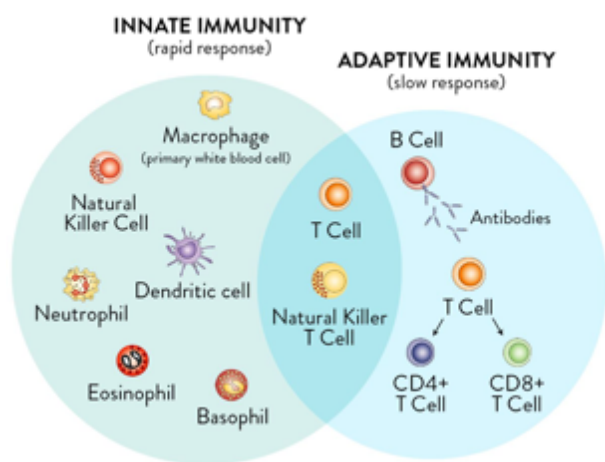 INNATE IMMUNITY
(rapid response)
ADAPTIVE IMMUNITY
(slow response)
Macrophage
(primary white blood cell)
Natural
Killer Cell
Dendritic cell
Neutrophil
Eosinophil
Basophil
T Cell
Natural Killer
T Cell
B Cell
Antibodies
T Cell
CD4+
T Cell
CD8+
T Cell